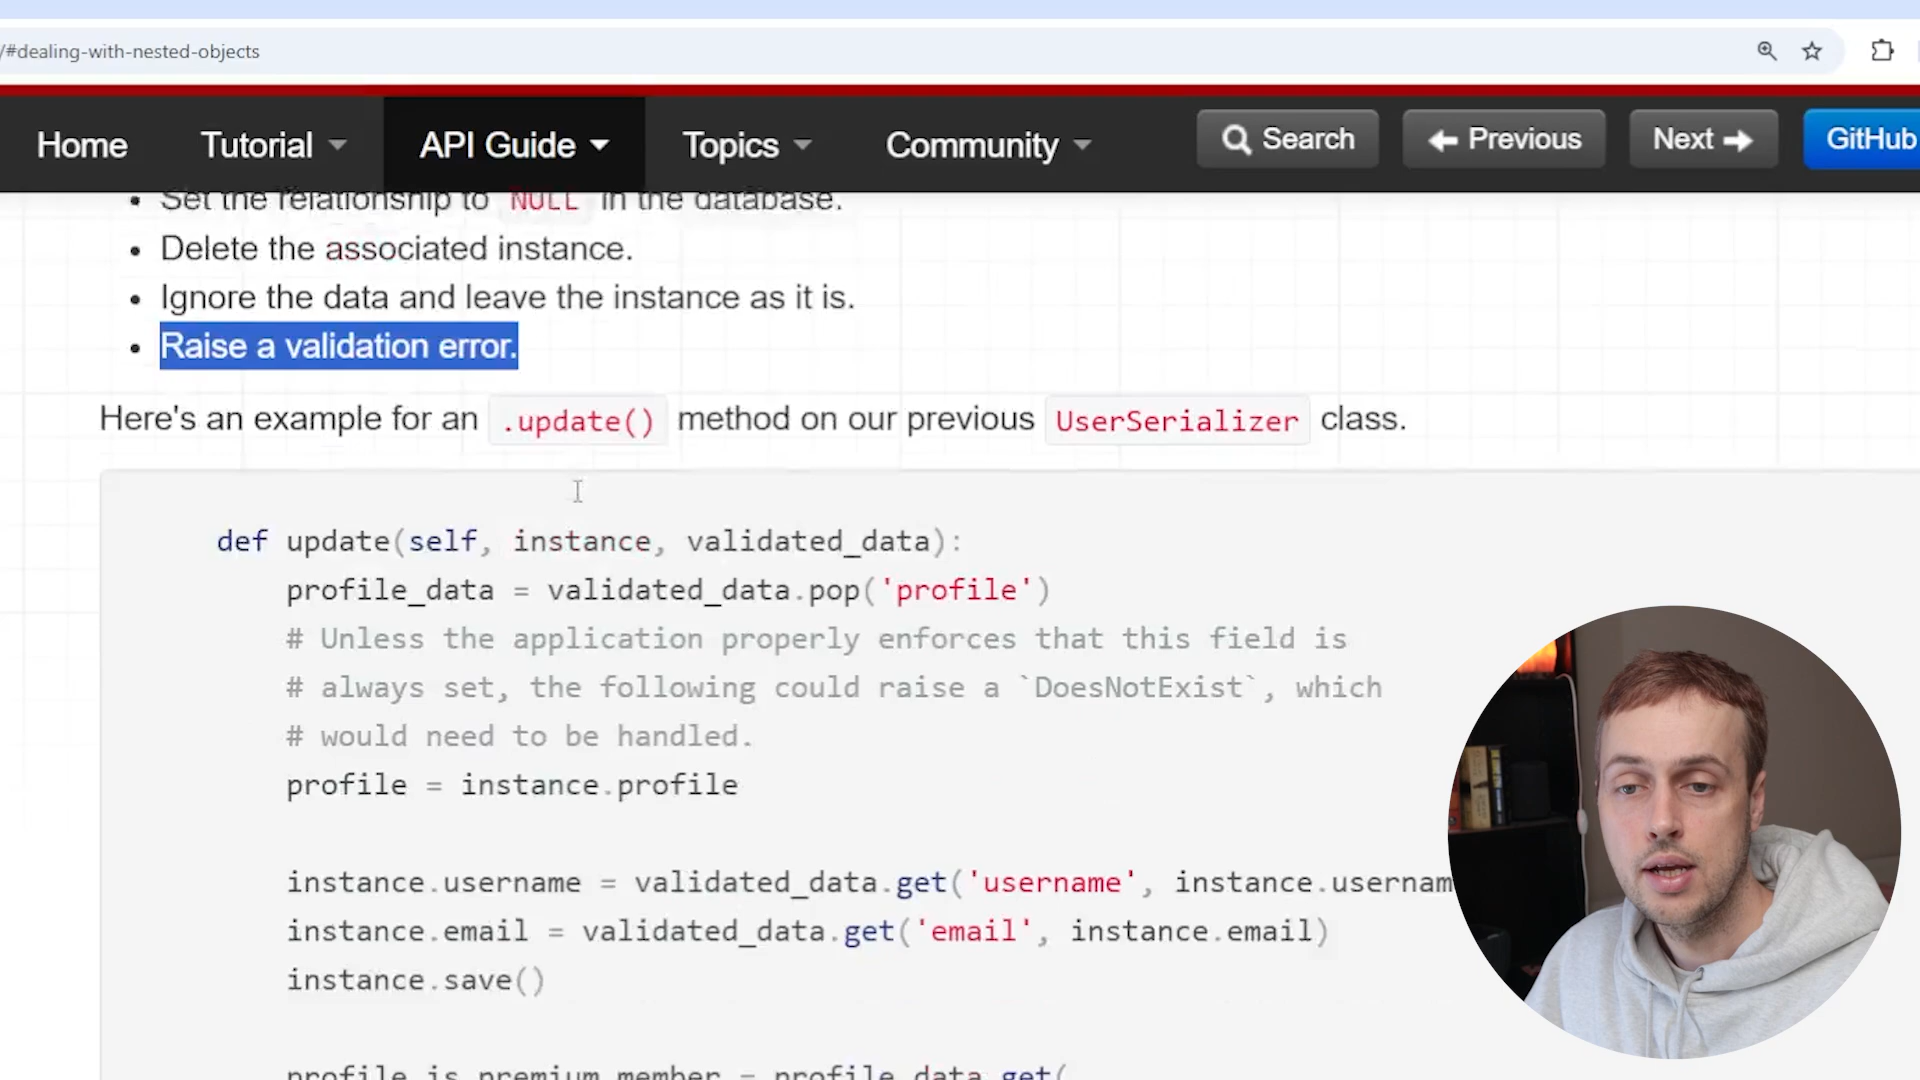 /#dealing-with-nested-objects
Home Tutorial API Guide Topics Community Search Previous Next GitHub
Set the relationship to NULL in the database.
Delete the associated instance.
Ignore the data and leave the instance as it is.
Raise a validation error.
Here's an example for an .update() method on our previous UserSerializer class.
def update(self, instance, validated_data):
profile_data = validated_data.pop('profile')
# Unless the application properly enforces that this field is
# always set, the following could raise a `DoesNotExist`, which
# would need to be handled.
profile = instance.profile
instance.username = validated_data.get('username', instance.usernam
instance.email = validated_data.get('email', instance.email)
instance.save()
profile.is_premium_member = profile_data.get(